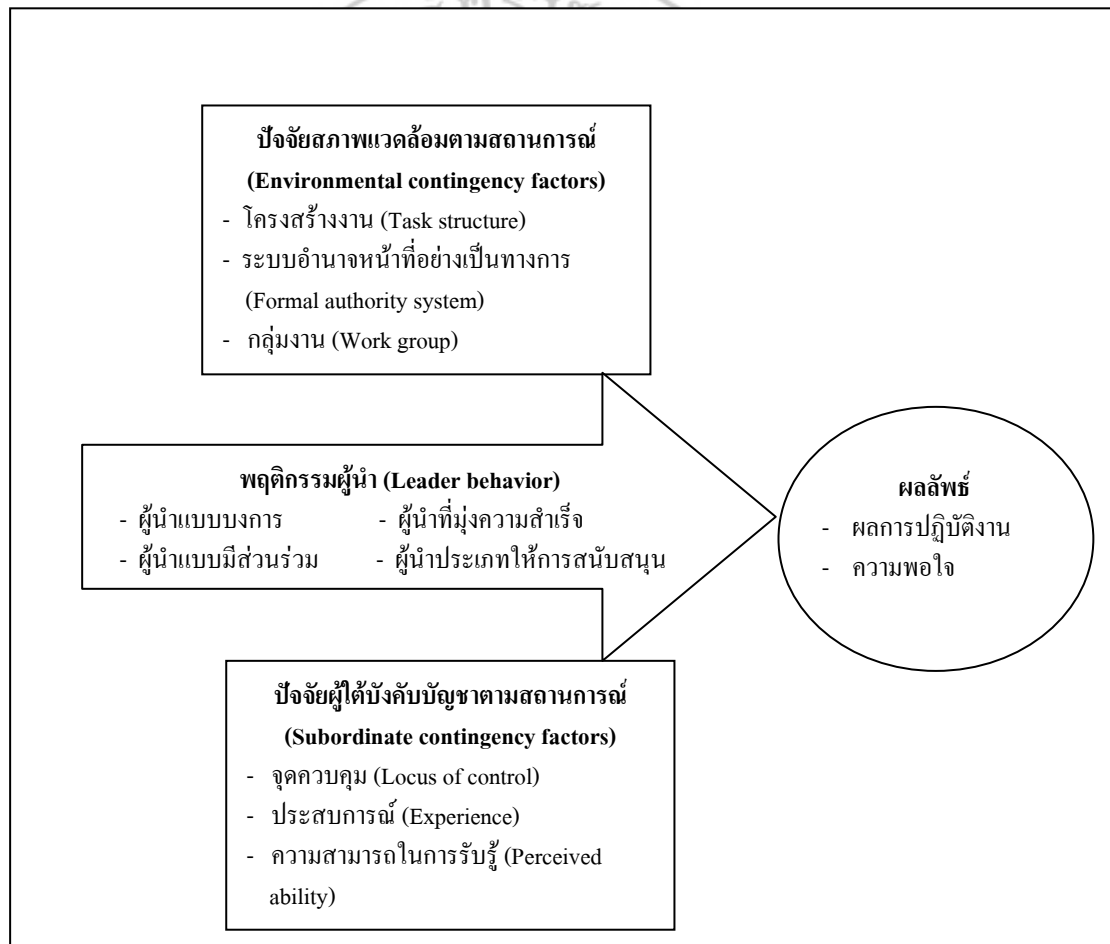 ปัจจัยสภาพแวดล้อมตามสถานการณ์
(Environmental contingency factors)
- โครงสร้างงาน (Task structure)
- ระบบอำนาจหน้าที่อย่างเป็นทางการ
(Formal authority system)
- กลุ่มงาน (Work group)
พฤติกรรมผู้นำ (Leader behavior)
- ผู้นำแบบบงการ - ผู้นำที่มุ่งความสำเร็จ
- ผู้นำแบบมีส่วนร่วม - ผู้นำประเภทให้การสนับสนุน
ผลลัพธ์
- ผลการปฏิบัติงาน
- ความพอใจ
ปัจจัยผู้ใต้บังคับบัญชาตามสถานการณ์
(Subordinate contingency factors)
- จุดควบคุม (Locus of control)
- ประสบการณ์ (Experience)
- ความสามารถในการรับรู้ (Perceived
ability)